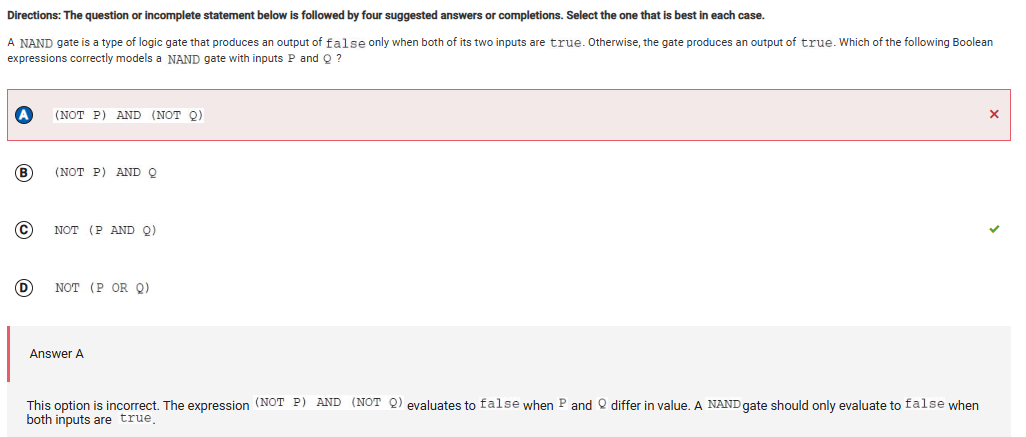 Directions: The question or incomplete statement below is followed by four suggested answers or completions. Select the one that is best in each case.
A NAND gate is a type of logic gate that produces an output of false only when both of its two inputs are true. Otherwise, the gate produces an output of true. Which of the following Boolean
expressions correctly models a NAND gate with inputs P and Q ?
A (NOT P) AND (NOT Q)
B (NOT P) AND Q
C NOT (P AND Q)
D NOT (P OR Q)
Answer A
This option is incorrect. The expression (NOT P) AND (NOT Q) evaluates to false when P and Q differ in value. A NAND gate should only evaluate to false when
both inputs are true.